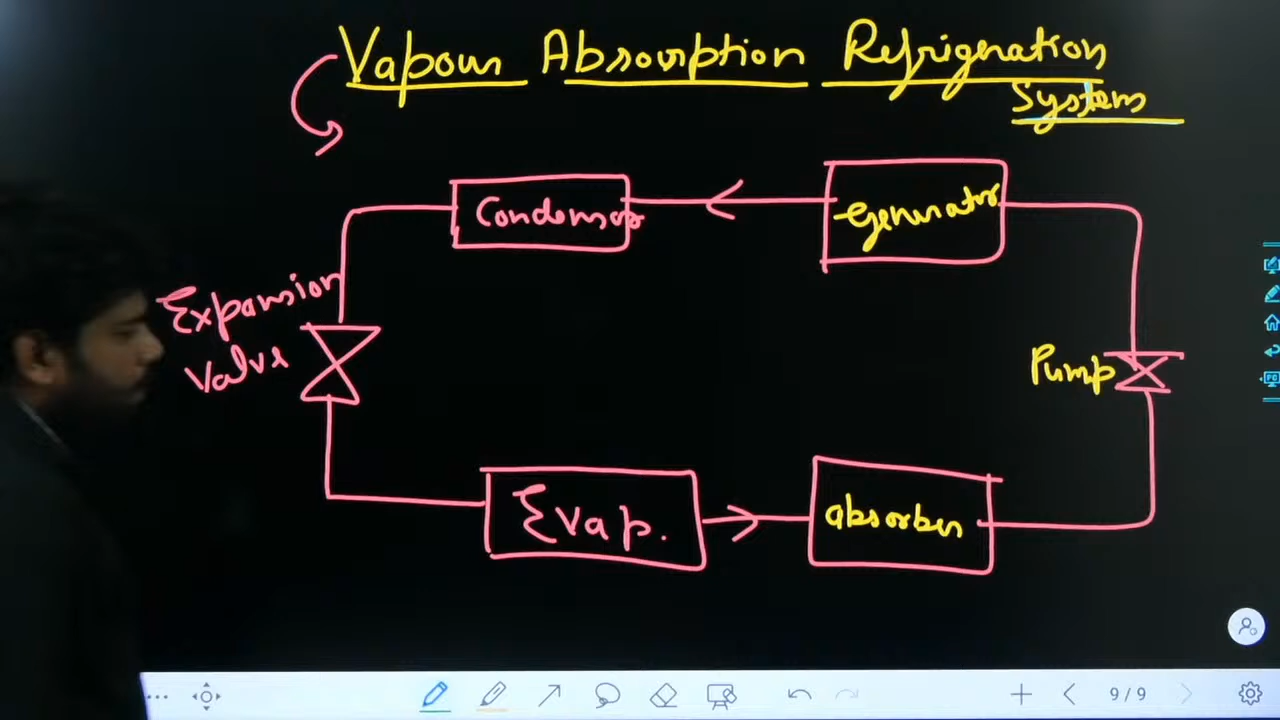 Vapour Absorption Refrigeration
System
Condensor
Generator
Expansion
Valve
Pump
Evap.
absorber
9/9